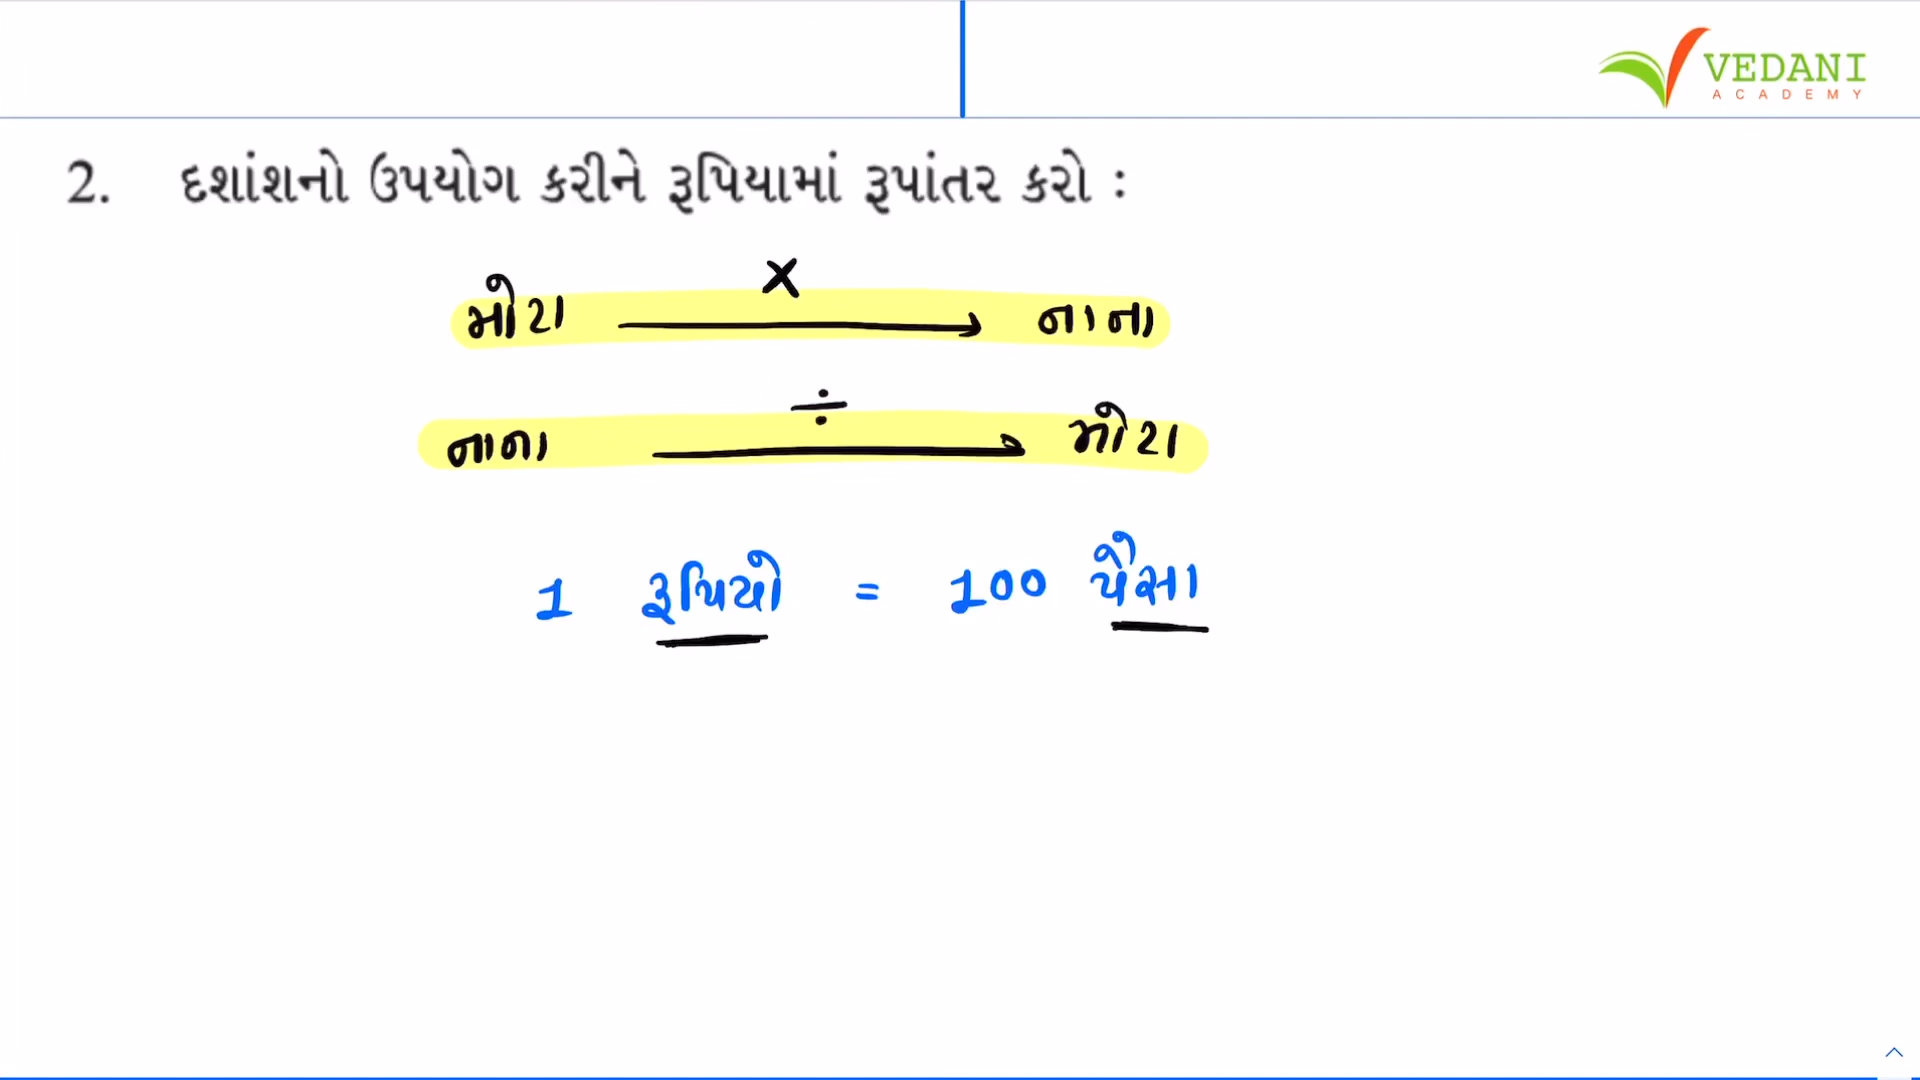 VEDANI
ACADEMY
2. દશાંશનો ઉપયોગ કરીને રૂપિયામાં રૂપાંતર કરો :
×
મોટા → નાના
÷
નાના → મોટા
1 રૂપિયો = 100 પૈસા